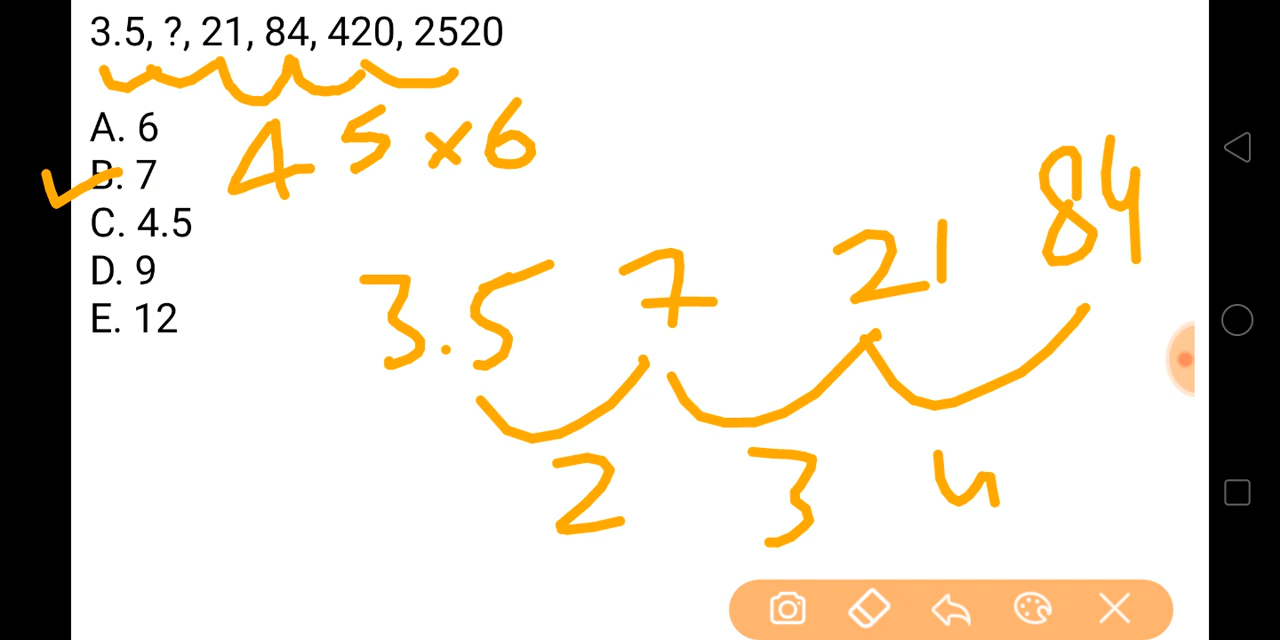 3.5, ?, 21, 84, 420, 2520
A. 6
4 5 × 6
B. 7
C. 4.5
D. 9
E. 12
3.5 7 21 84
2 3 4